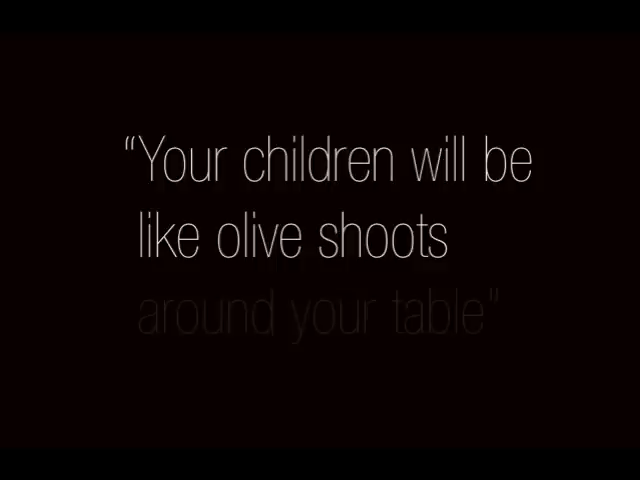 “Your children will be
like olive shoots
around your table”